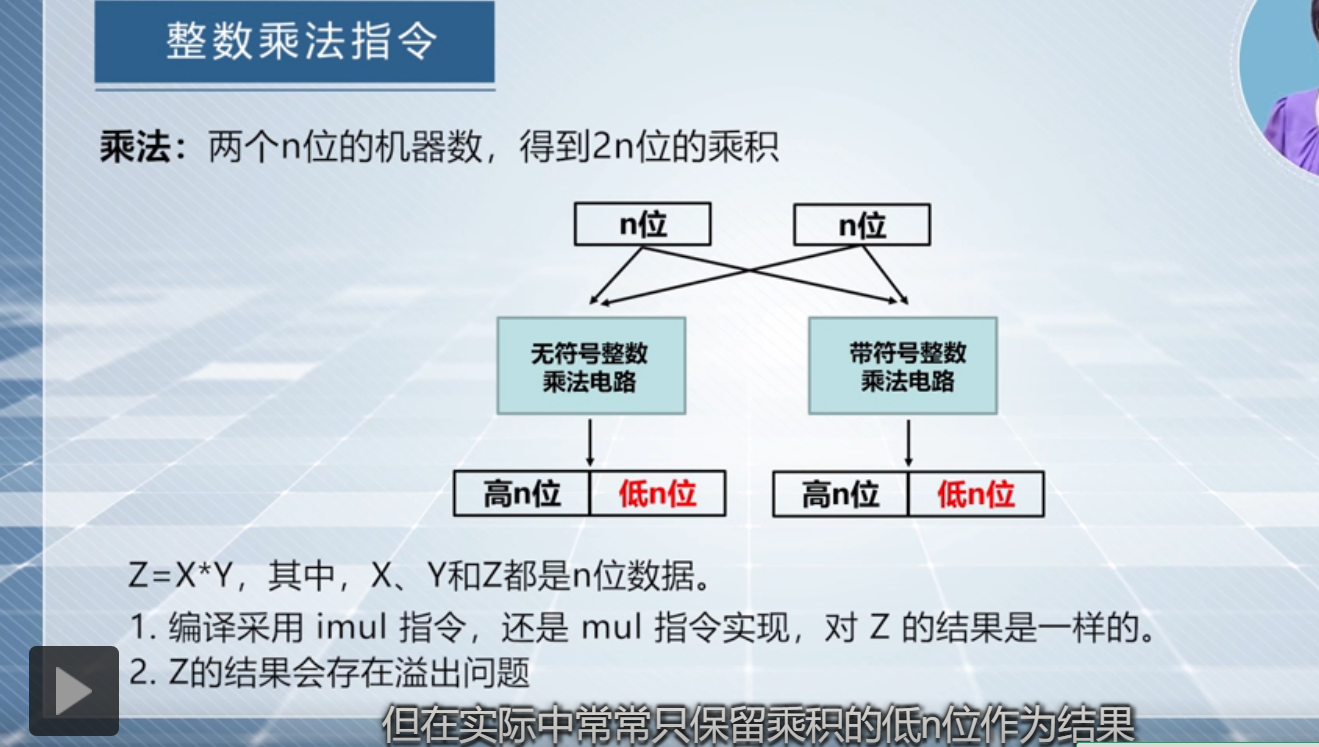 整数乘法指令
乘法：两个n位的机器数，得到2n位的乘积
n位 n位
无符号整数 带符号整数
乘法电路 乘法电路
高n位 低n位 高n位 低n位
Z=X*Y，其中，X、Y和Z都是n位数据。
1. 编译采用 imul 指令，还是 mul 指令实现，对 Z 的结果是一样的。
2. Z的结果会存在溢出问题
但在实际中常常只保留乘积的低n位作为结果